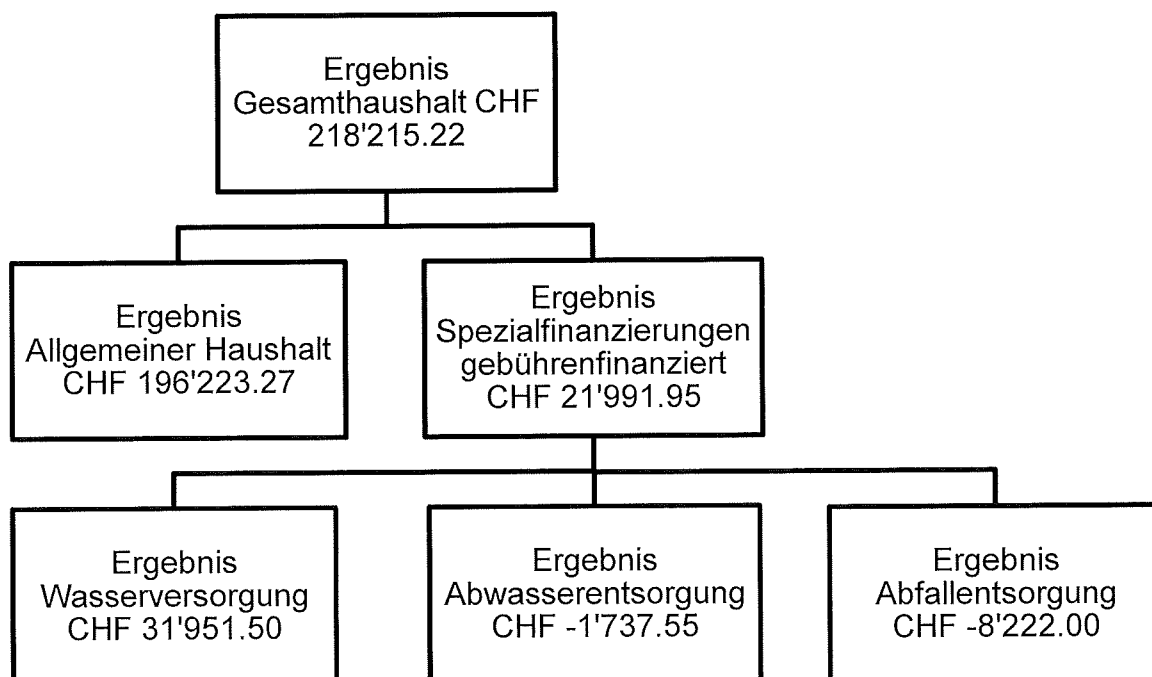 Ergebnis
Gesamthaushalt CHF
218'215.22
Ergebnis
Allgemeiner Haushalt
CHF 196'223.27
Ergebnis
Spezialfinanzierungen
gebührenfinanziert
CHF 21'991.95
Ergebnis
Wasserversorgung
CHF 31'951.50
Ergebnis
Abwasserentsorgung
CHF -1'737.55
Ergebnis
Abfallentsorgung
CHF -8'222.00